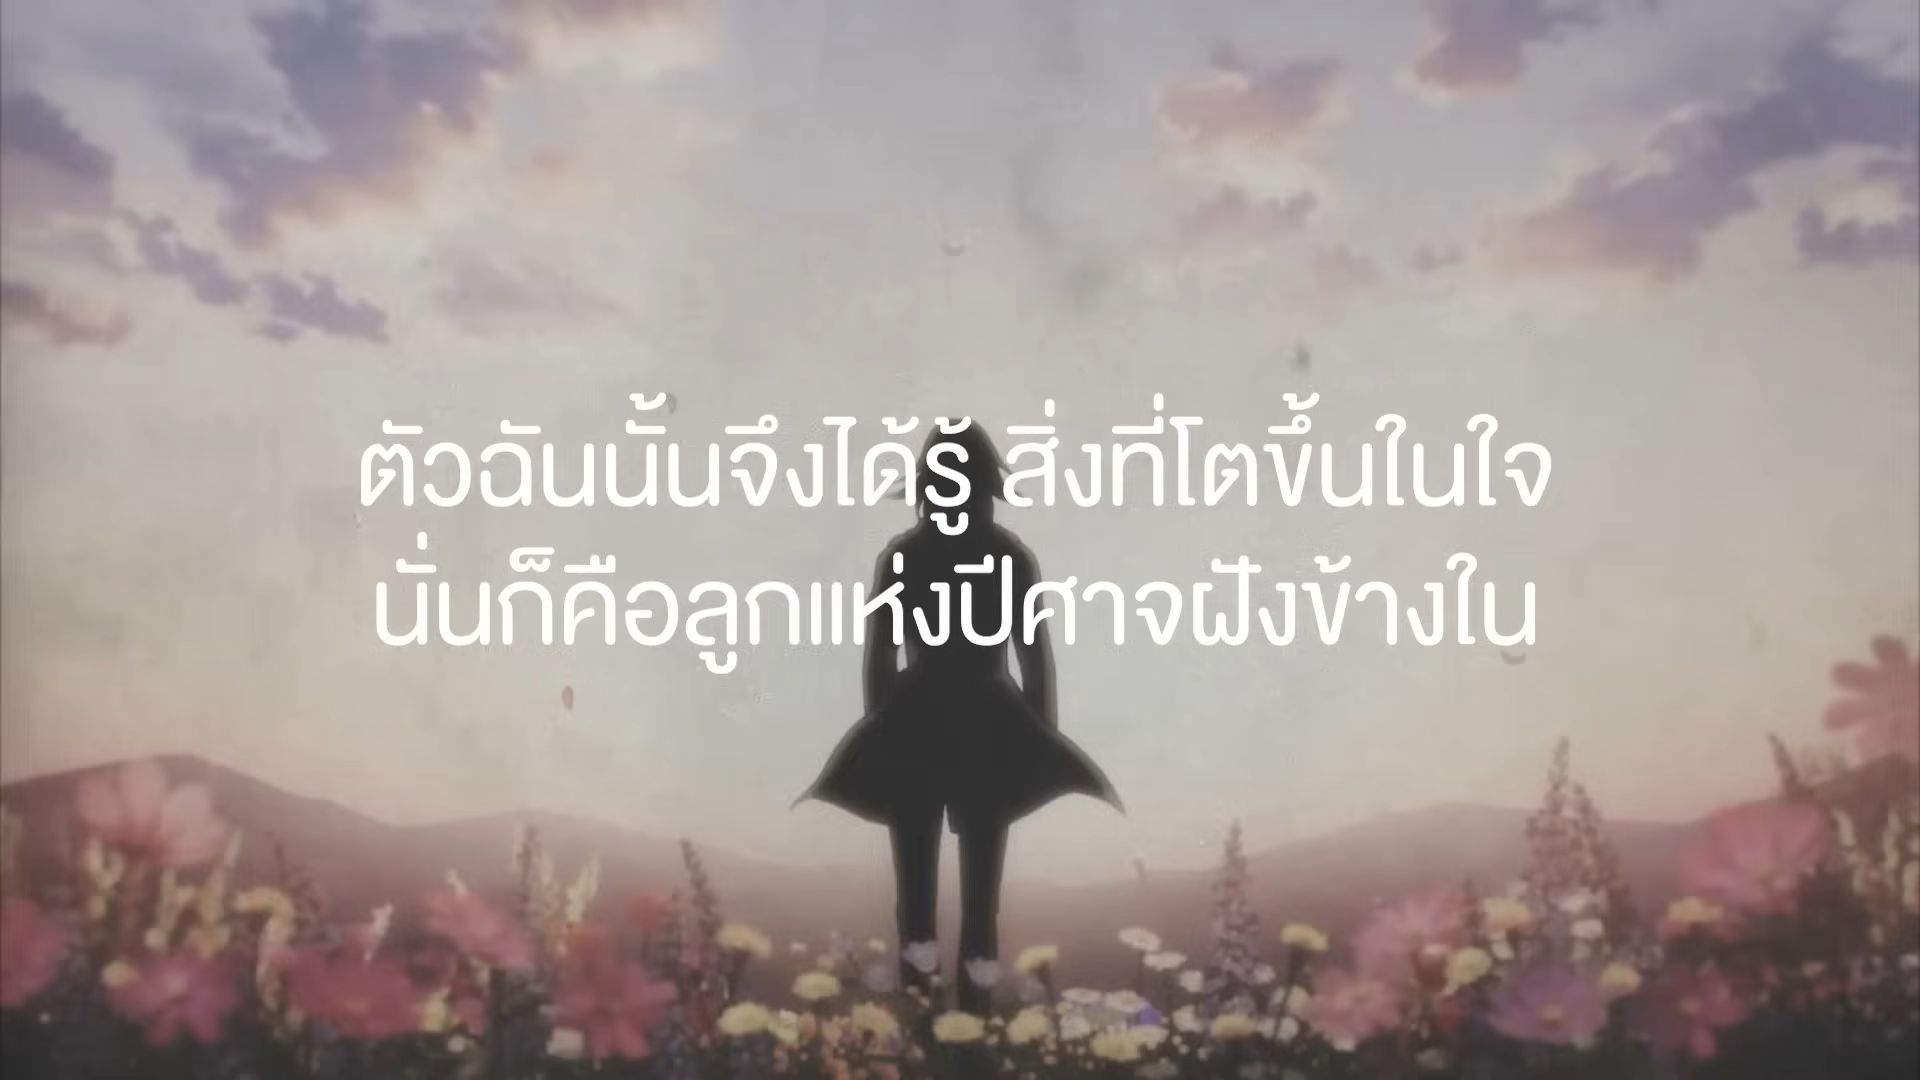 ตัวฉันนั้นจึงได้รู้ สิ่งที่โตขึ้นในใจ
นั่นก็คือลูกแห่งปีศาจฝังข้างใน